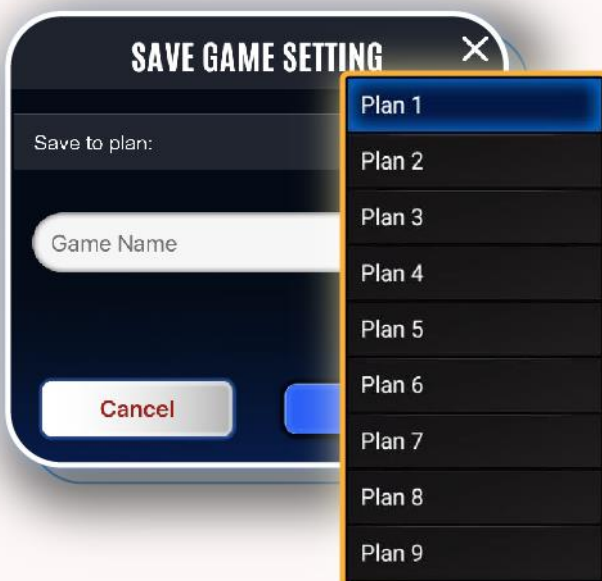 SAVE GAME SETTING
Save to plan:
Game Name
Cancel
Plan 1
Plan 2
Plan 3
Plan 4
Plan 5
Plan 6
Plan 7
Plan 8
Plan 9